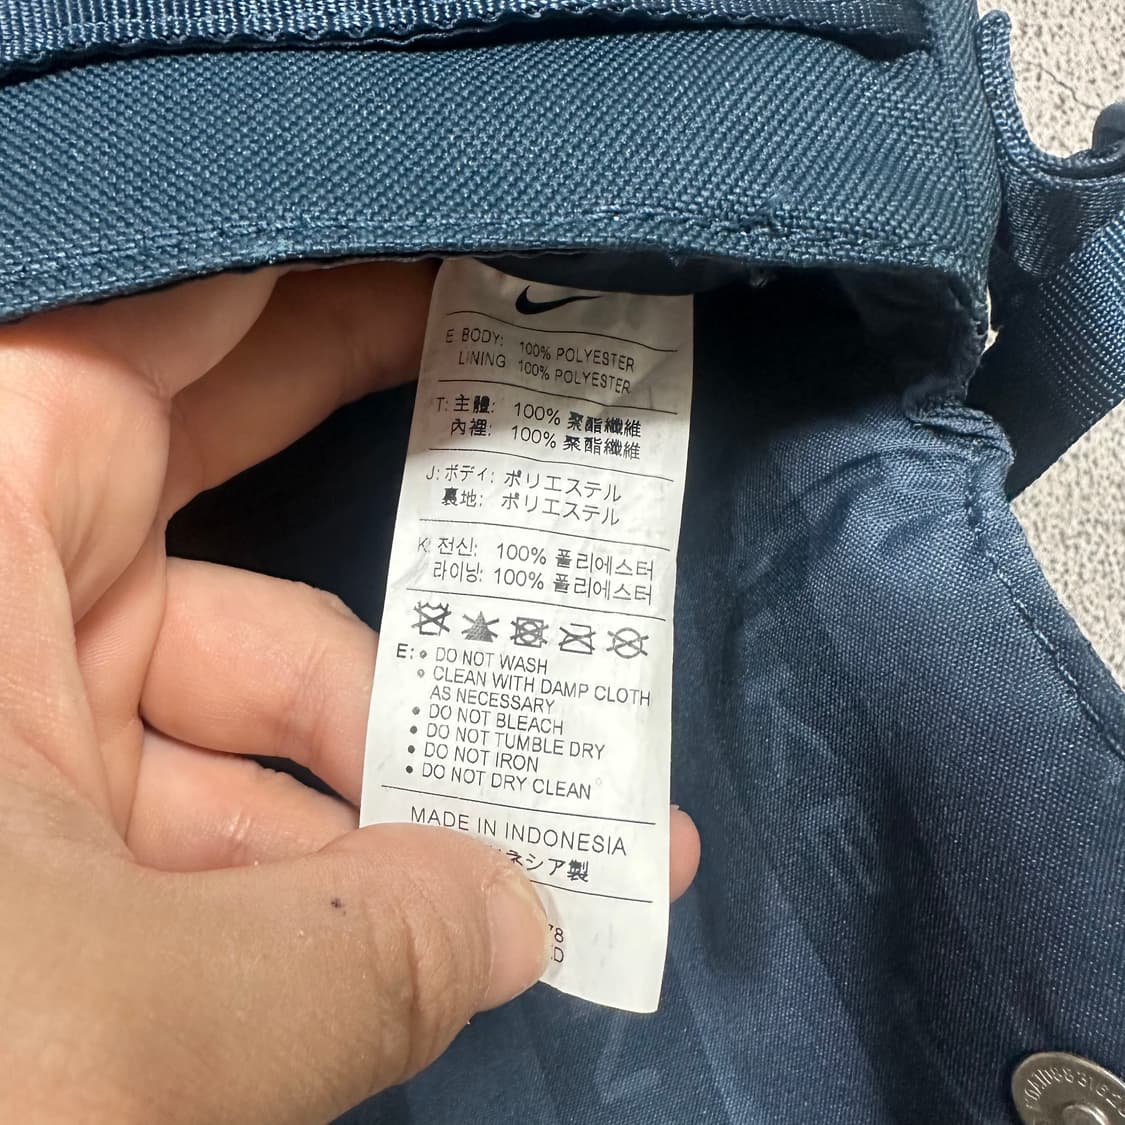 E BODY: 100% POLYESTER
LINING 100% POLYESTER
T: 主體: 100% 聚酯纖維
內裡: 100% 聚酯纖維
J: ボディ: ポリエステル
裏地: ポリエステル
K: 전신: 100% 폴리에스터
라이닝: 100% 폴리에스터
E: • DO NOT WASH
• CLEAN WITH DAMP CLOTH
AS NECESSARY
• DO NOT BLEACH
• DO NOT TUMBLE DRY
• DO NOT IRON
• DO NOT DRY CLEAN
MADE IN INDONESIA
ネシア製
78
D